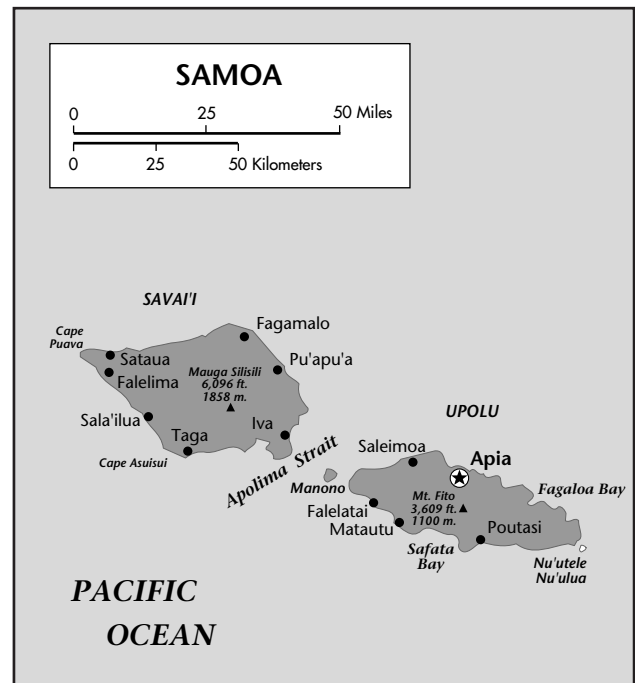 SAMOA
0 25 50 Miles
0 25 50 Kilometers
SAVAI'I
Cape
Puava
Fagamalo
Sataua
Falelima
Mauga Silisili
6,096 ft.
1858 m.
Pu'apu'a
Sala'ilua
Taga
Iva
Cape Asuisui
Apolima Strait
UPOLU
Saleimoa
Apia
Manono
Fagaloa Bay
Mt. Fito
3,609 ft.
1100 m.
Falelatai
Matautu
Safata
Bay
Poutasi
Nu'utele
Nu'ulua
PACIFIC
OCEAN